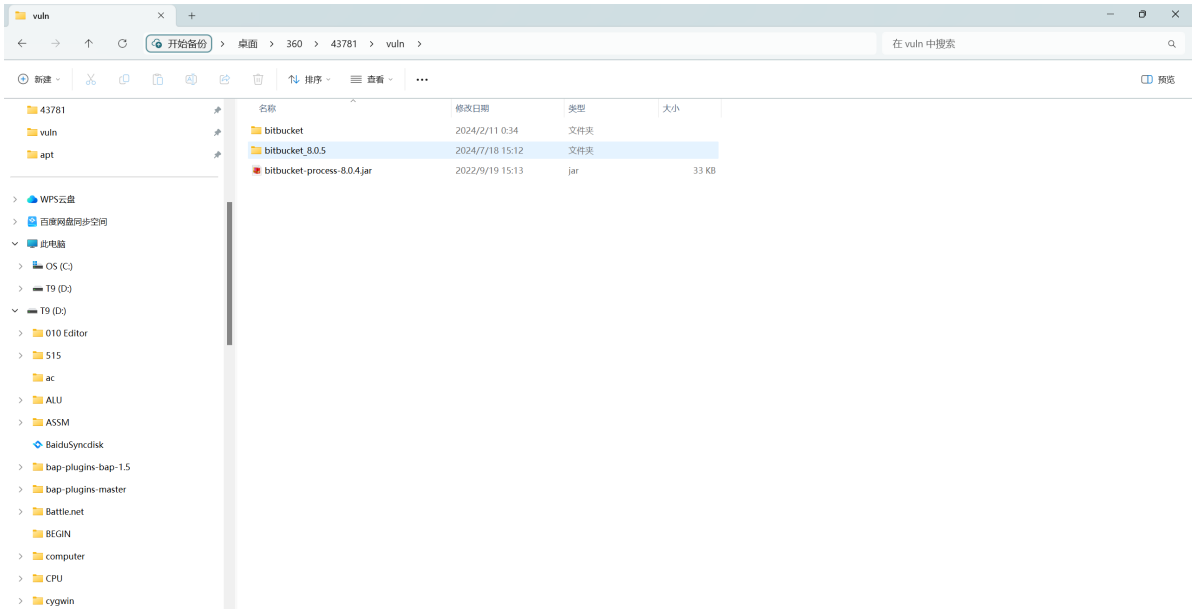 vuln
开始备份 > 桌面 > 360 > 43781 > vuln >
在 vuln 中搜索
新建
排序
查看
预览
43781
vuln
apt
WPS云盘
百度网盘同步空间
此电脑
OS (C:)
T9 (D:)
T9 (D:)
010 Editor
515
ac
ALU
ASSM
BaiduSyncdisk
bap-plugins-bap-1.5
bap-plugins-master
Battle.net
BEGIN
computer
CPU
cygwin
名称 修改日期 类型 大小
bitbucket 2024/2/11 0:34 文件夹
bitbucket_8.0.5 2024/7/18 15:12 文件夹
bitbucket-process-8.0.4.jar 2022/9/19 15:13 jar 33 KB